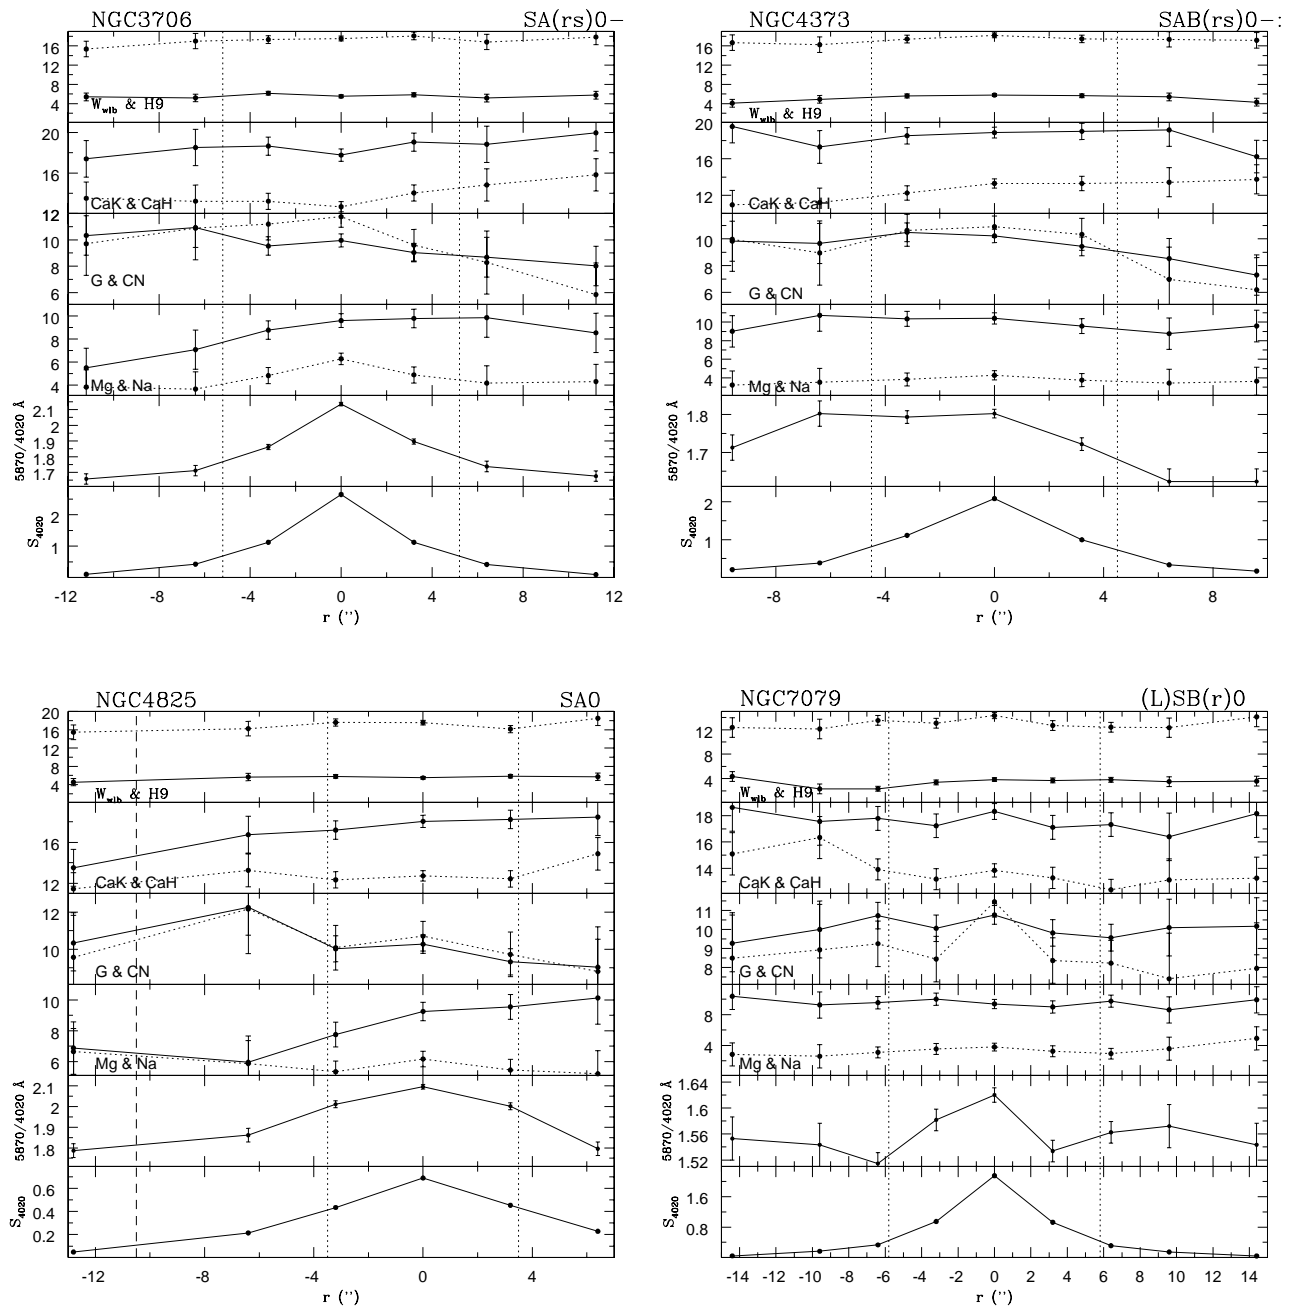 NGC3706 SA(rs)0-
16
12
8
4
W_wlb & H9
20
16
12
CaK & CaH
12
10
8
6
G & CN
10
8
6
4
Mg & Na
2.1
2
1.9
1.8
1.7
5870/4020 Å
2
1
S_4020
-12 -8 -4 0 4 8 12
r (")
NGC4373 SAB(rs)0-:
16
12
8
4
W_wlb & H9
20
16
12
CaK & CaH
10
8
6
G & CN
10
8
6
4
Mg & Na
1.8
1.7
5870/4020 Å
2
1
S_4020
-8 -4 0 4 8
r (")
NGC4825 SA0
20
16
12
8
4
W_wlb & H9
16
12
CaK & CaH
12
10
8
G & CN
10
8
6
Mg & Na
2.1
2
1.9
1.8
5870/4020 Å
0.6
0.4
0.2
S_4020
-12 -8 -4 0 4
r (")
NGC7079 (L)SB(r)0
12
8
4
W_wlb & H9
18
16
14
CaK & CaH
11
10
9
8
G & CN
8
4
Mg & Na
1.64
1.6
1.56
1.52
5870/4020 Å
1.6
0.8
S_4020
-14 -12 -10 -8 -6 -4 -2 0 2 4 6 8 10 12 14
r (")